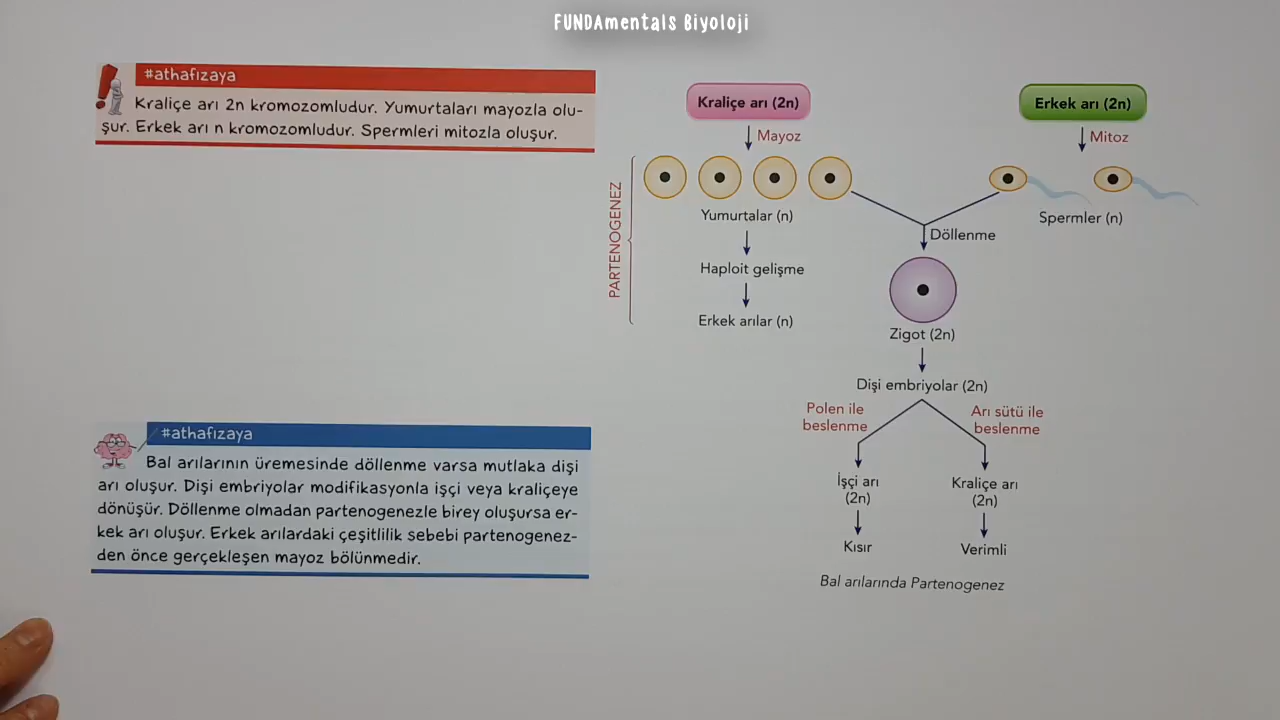 FUNDAmentals Biyoloji
#athafızaya
Kraliçe arı 2n kromozomludur. Yumurtaları mayozla olu-
şur. Erkek arı n kromozomludur. Spermleri mitozla oluşur.
Kraliçe arı (2n)
Erkek arı (2n)
Mayoz
Mitoz
PARTENOGENEZ
Yumurtalar (n)
Spermler (n)
Döllenme
Haploit gelişme
Erkek arılar (n)
Zigot (2n)
Dişi embriyolar (2n)
Polen ile
beslenme
Arı sütü ile
beslenme
İşçi arı
(2n)
Kraliçe arı
(2n)
Kısır
Verimli
Bal arılarında Partenogenez
#athafızaya
Bal arılarının üremesinde döllenme varsa mutlaka dişi
arı oluşur. Dişi embriyolar modifikasyonla işçi veya kraliçeye
dönüşür. Döllenme olmadan partenogenezle birey oluşursa er-
kek arı oluşur. Erkek arılardaki çeşitlilik sebebi partenogenez-
den önce gerçekleşen mayoz bölünmedir.